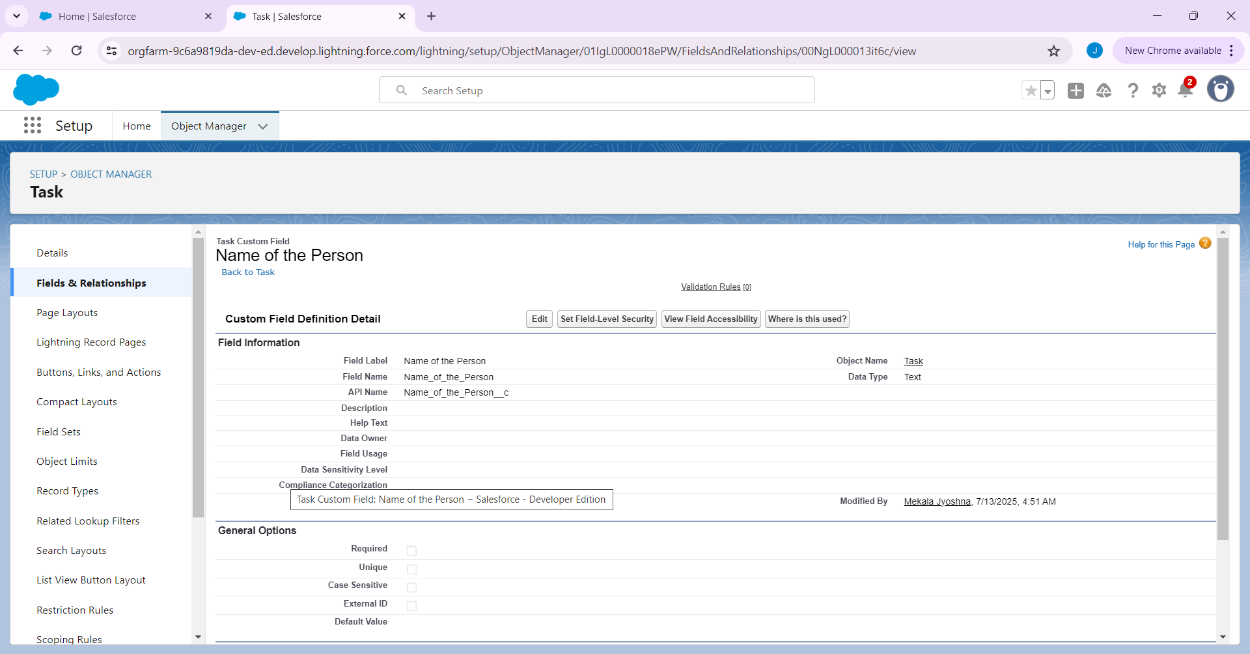 Home | Salesforce
Task | Salesforce
orgfarm-9c6a9819da-dev-ed.develop.lightning.force.com/lightning/setup/ObjectManager/01IgL0000018ePW/FieldsAndRelationships/00NgL000013it6c/view
J
New Chrome available
Search Setup
2
Setup
Home
Object Manager
SETUP > OBJECT MANAGER
Task
Details
Fields & Relationships
Page Layouts
Lightning Record Pages
Buttons, Links, and Actions
Compact Layouts
Field Sets
Object Limits
Record Types
Related Lookup Filters
Search Layouts
List View Button Layout
Restriction Rules
Scoping Rules
Task Custom Field
Name of the Person
Back to Task
Help for this Page ?
Validation Rules [0]
Custom Field Definition Detail
Edit
Set Field-Level Security
View Field Accessibility
Where is this used?
Field Information
Field Label Name of the Person Object Name Task
Field Name Name_of_the_Person Data Type Text
API Name Name_of_the_Person__c
Description
Help Text
Data Owner
Field Usage
Data Sensitivity Level
Compliance Categorization
Task Custom Field: Name of the Person ~ Salesforce - Developer Edition
Modified By Mekala Jyoshna, 7/13/2025, 4:51 AM
General Options
Required
Unique
Case Sensitive
External ID
Default Value